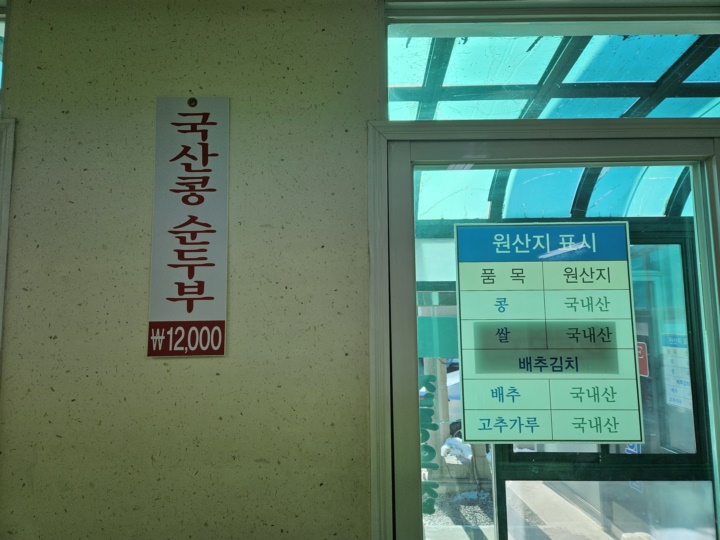 국산콩 순두부
₩12,000
원산지 표시
품 목 원산지
콩 국내산
쌀 국내산
배추김치
배추 국내산
고추가루 국내산